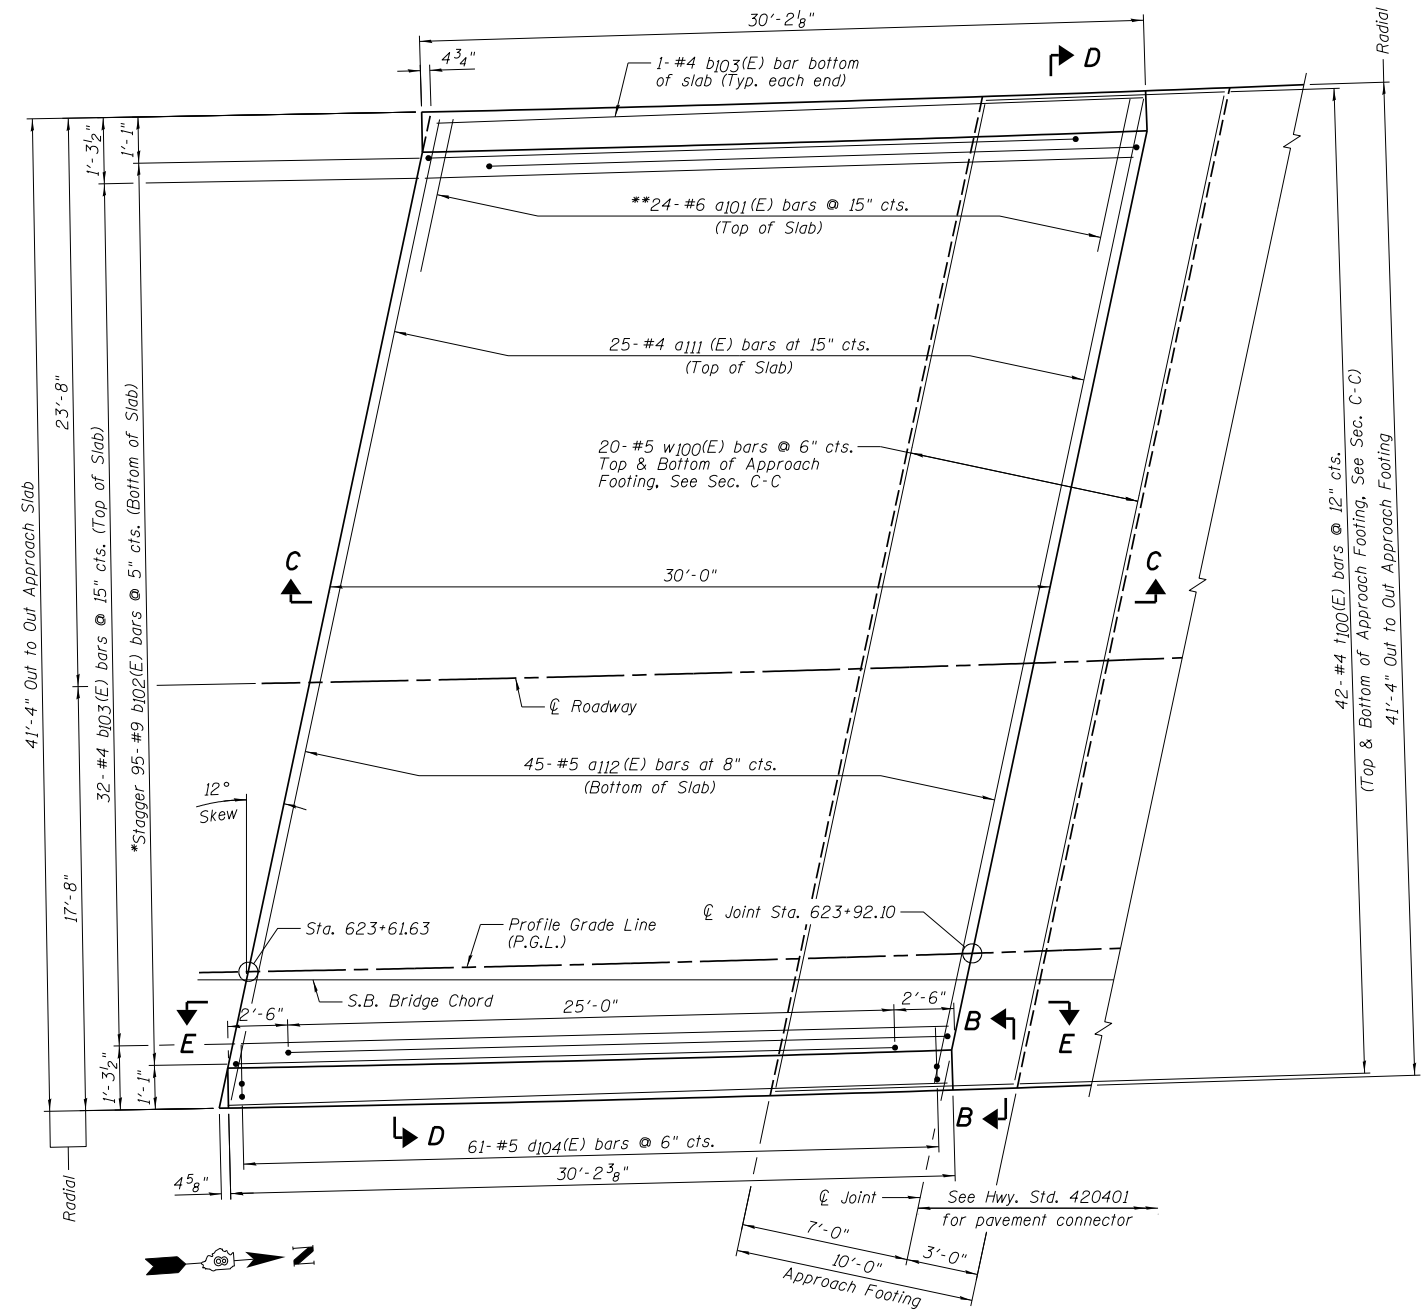 30'-2⅛"
4¾"
1- #4 b103(E) bar bottom
of slab (Typ. each end)
D
Radial
1'-3½"
1'-1"
**24- #6 a101(E) bars @ 15" cts.
(Top of Slab)
25- #4 a111 (E) bars at 15" cts.
(Top of Slab)
23'-8"
20- #5 w100(E) bars @ 6" cts.
Top & Bottom of Approach
Footing, See Sec. C-C
41'-4" Out to Out Approach Slab
32- #4 b103(E) bars @ 15" cts. (Top of Slab)
*Stagger 95- #9 b102(E) bars @ 5" cts. (Bottom of Slab)
42- #4 t100(E) bars @ 12" cts.
(Top & Bottom of Approach Footing, See Sec. C-C)
41'-4" Out to Out Approach Footing
C
C
30'-0"
℄ Roadway
45- #5 a112(E) bars at 8" cts.
(Bottom of Slab)
12°
Skew
17'-8"
Sta. 623+61.63
Profile Grade Line
(P.G.L.)
℄ Joint Sta. 623+92.10
S.B. Bridge Chord
2'-6"
25'-0"
2'-6"
E
B
E
1'-3½"
1'-1"
D
B
61- #5 d104(E) bars @ 6" cts.
30'-2⅜"
4⅝"
Radial
℄ Joint
See Hwy. Std. 420401
for pavement connector
7'-0"
3'-0"
10'-0"
Approach Footing
N